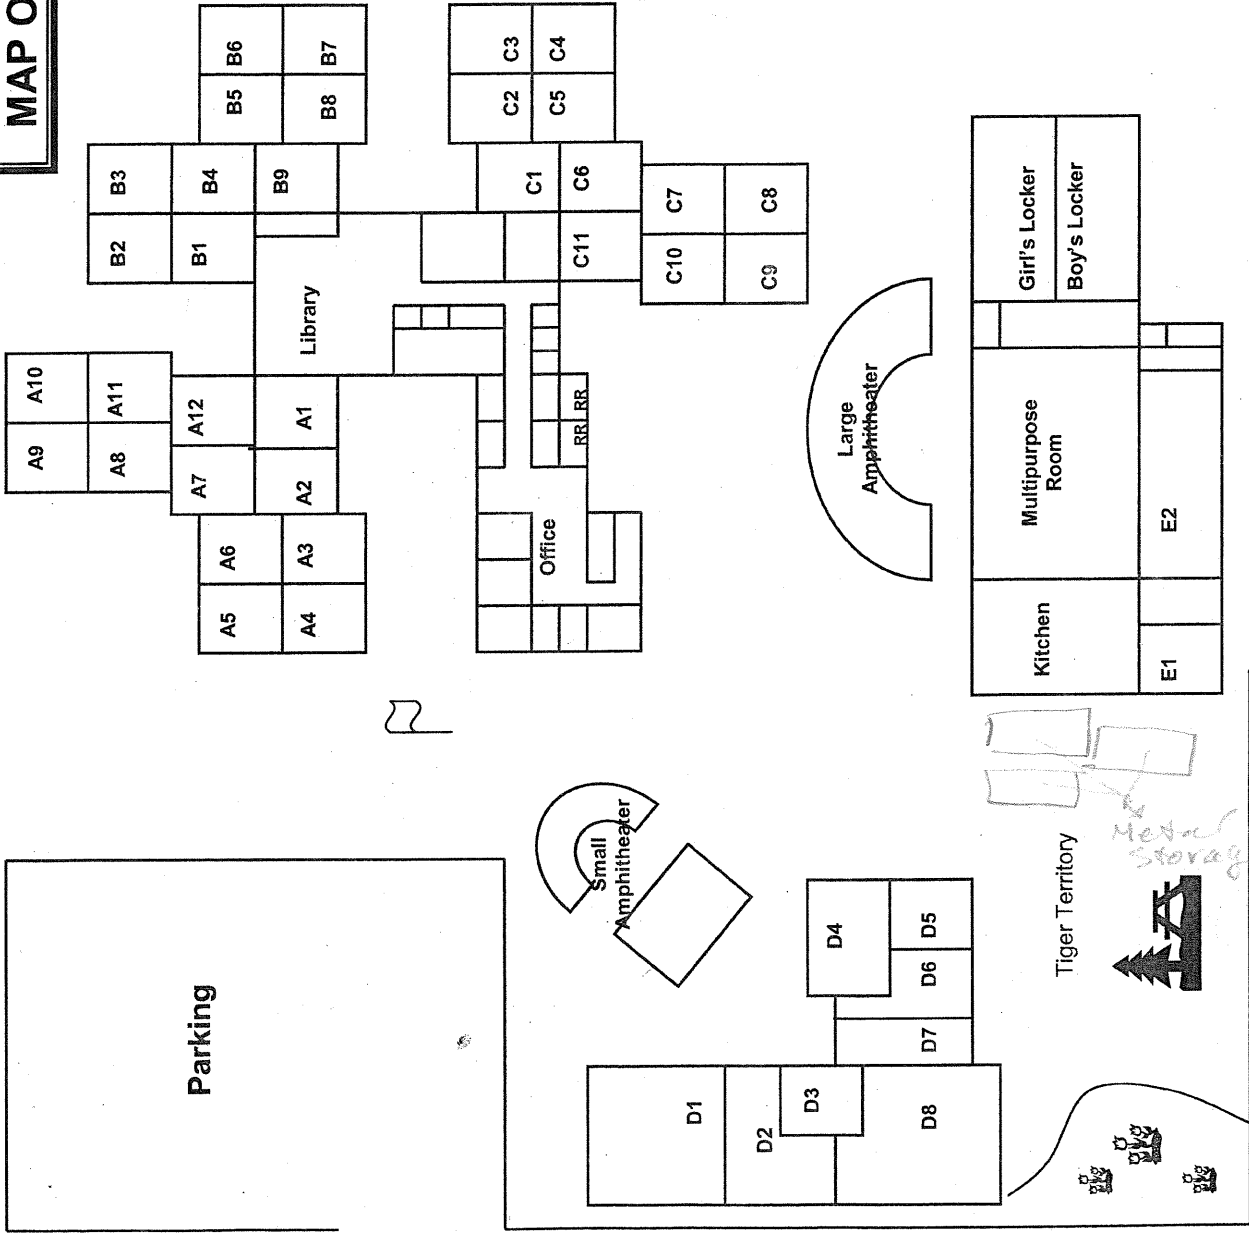 MAP O
B6
B7
B5
B8
B3
B4
B9
B2
B1
C3
C4
C2
C5
C1
C6
C11
C7
C8
C10
C9
Library
A10
A11
A9
A8
A12
A1
A7
A2
A6
A3
A5
A4
RR
RR
Office
Girl's Locker
Boy's Locker
Large
Amphitheater
Multipurpose
Room
E2
Kitchen
E1
Metal
Storag
Small
Amphitheater
Tiger Territory
Parking
D4
D5
D6
D7
D1
D2
D3
D8